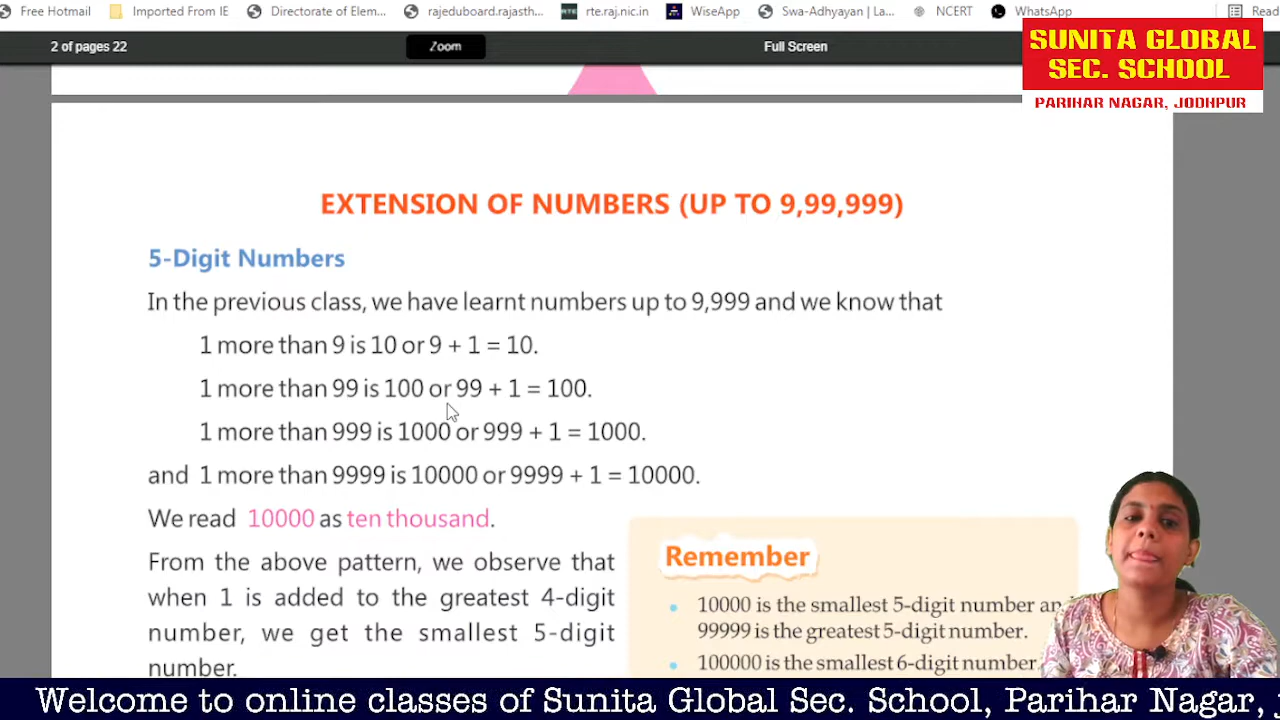 Free Hotmail Imported From IE Directorate of Elem... rajeduboard.rajasth... rte.raj.nic.in WiseApp Swa-Adhyayan | La... NCERT WhatsApp Read
2 of pages 22 Zoom Full Screen
SUNITA GLOBAL
SEC. SCHOOL
PARIHAR NAGAR, JODHPUR
EXTENSION OF NUMBERS (UP TO 9,99,999)
5-Digit Numbers
In the previous class, we have learnt numbers up to 9,999 and we know that
1 more than 9 is 10 or 9 + 1 = 10.
1 more than 99 is 100 or 99 + 1 = 100.
1 more than 999 is 1000 or 999 + 1 = 1000.
and 1 more than 9999 is 10000 or 9999 + 1 = 10000.
We read 10000 as ten thousand.
From the above pattern, we observe that
when 1 is added to the greatest 4-digit
number, we get the smallest 5-digit
number.
Remember
• 10000 is the smallest 5-digit number
99999 is the greatest 5-digit number.
• 100000 is the smallest 6-digit number
Welcome to online classes of Sunita Global Sec. School, Parihar Nagar,